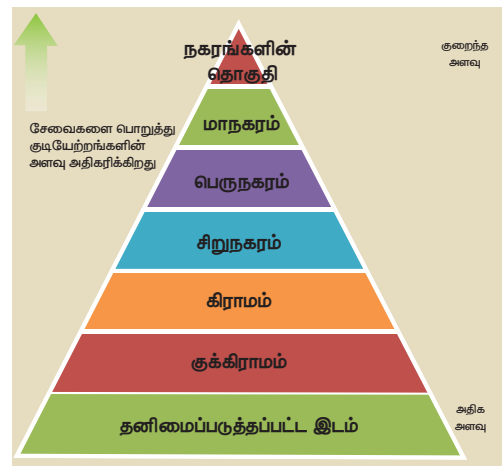 நகரங்களின்
தொகுதி
குறைந்த
அளவு
மாநகரம்
சேவைகளை பொறுத்து
குடியேற்றங்களின்
அளவு அதிகரிக்கிறது
பெருநகரம்
சிறுநகரம்
கிராமம்
குக்கிராமம்
அதிக
அளவு
தனிமைப்படுத்தப்பட்ட இடம்